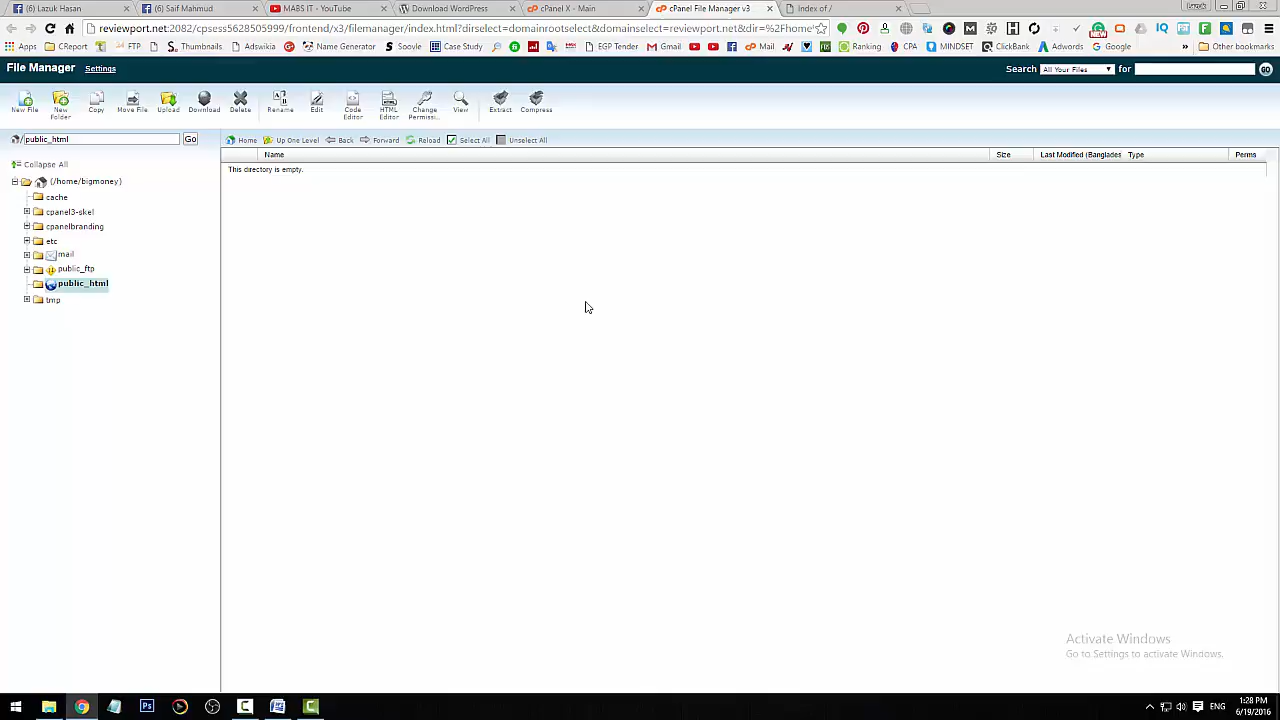 (6) Lazuk Hasan
(6) Saif Mahmud
MABS IT - YouTube
Download WordPress
cPanel X - Main
cPanel File Manager v3
Index of /
reviewport.net:2082/cpsess5628505999/frontend/x3/filemanager/index.html?dirselect=domainrootselect&domainselect=reviewport.net&dir=%2Fhome
Apps
CReport
FTP
Thumbnails
Adswikia
Name Generator
Soovle
Case Study
EGP Tender
Gmail
Mail
Ranking
CPA
MINDSET
ClickBank
Adwords
Google
»
Other bookmarks
File Manager Settings
Search All Your Files for GO
New File
New Folder
Copy
Move File
Upload
Download
Delete
Rename
Edit
Code Editor
HTML Editor
Change Permissi...
View
Extract
Compress
/ public_html Go
Home
Up One Level
Back
Forward
Reload
Select All
Unselect All
Collapse All
Name
Size
Last Modified (Banglades
Type
Perms
This directory is empty.
(/home/bigmoney)
cache
cpanel3-skel
cpanelbranding
etc
mail
public_ftp
public_html
tmp
Activate Windows
Go to Settings to activate Windows.
ENG
1:28 PM
6/19/2016